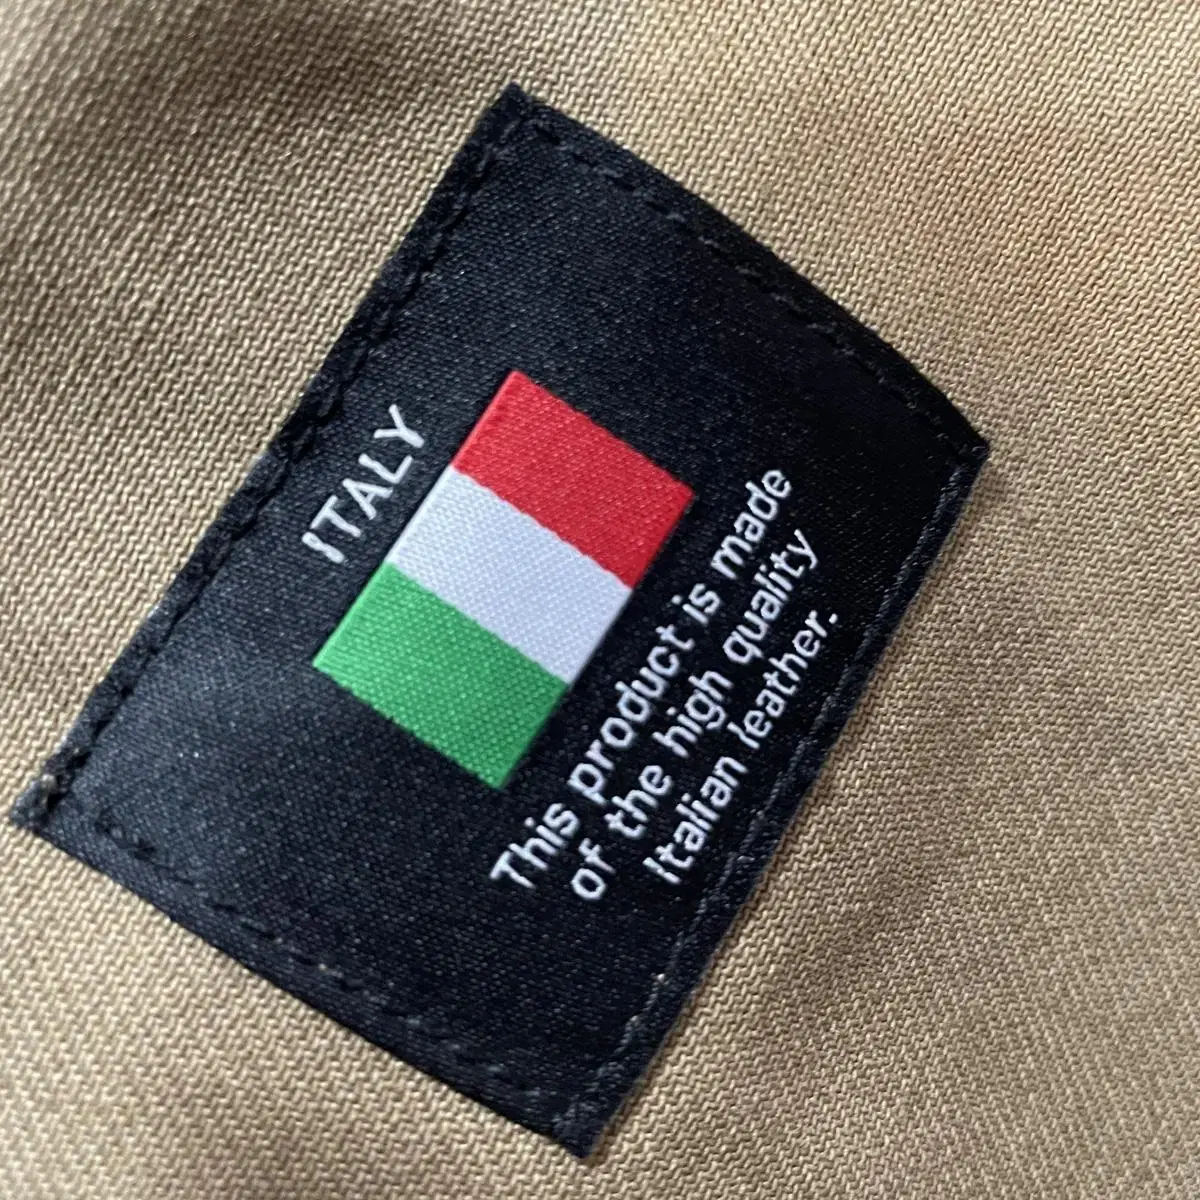 ITALY
This product is made
of the high quality
Italian leather.